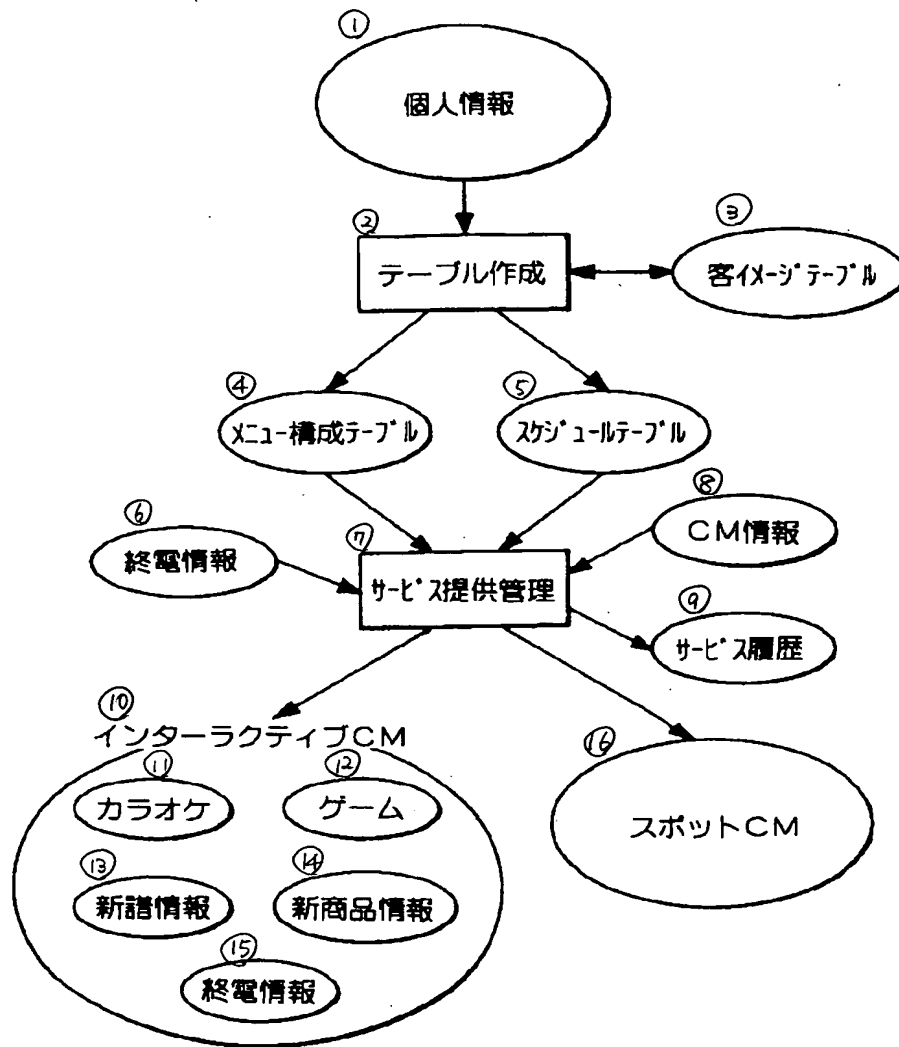 ①
個人情報
②
テーブル作成
③
客イメージテーブル
④
メニュー構成テーブル
⑤
スケジュールテーブル
⑥
終電情報
⑦
サービス提供管理
⑧
CM情報
⑨
サービス履歴
⑩
インターラクティブCM
⑪
カラオケ
⑫
ゲーム
⑬
新譜情報
⑭
新商品情報
⑮
終電情報
⑯
スポットCM